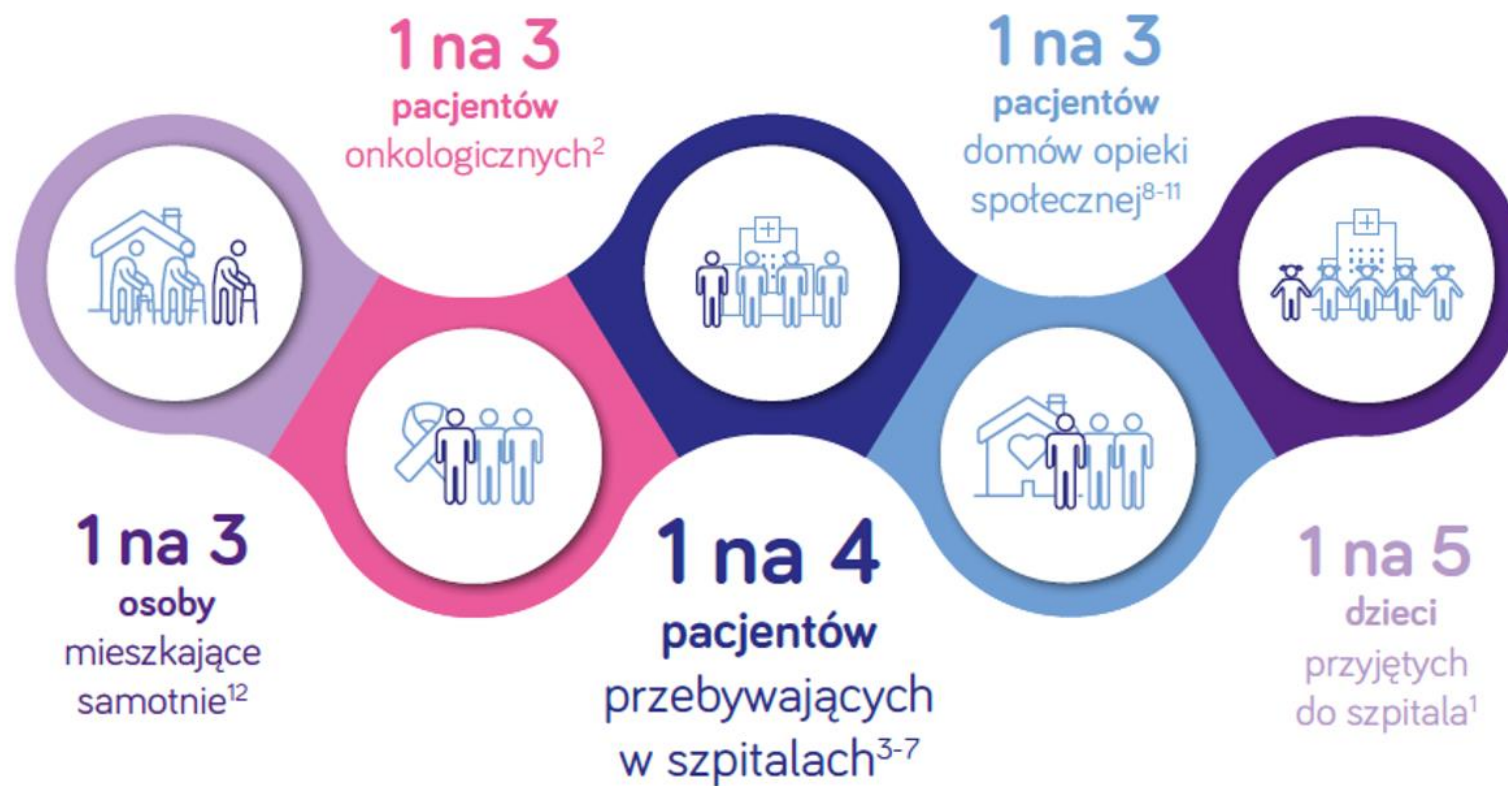 1 na 3
pacjentów
onkologicznych²
1 na 3
pacjentów
domów opieki
społecznej⁸⁻¹¹
1 na 3
osoby
mieszkające
samotnie¹²
1 na 4
pacjentów
przebywających
w szpitalach³⁻⁷
1 na 5
dzieci
przyjętych
do szpitala¹